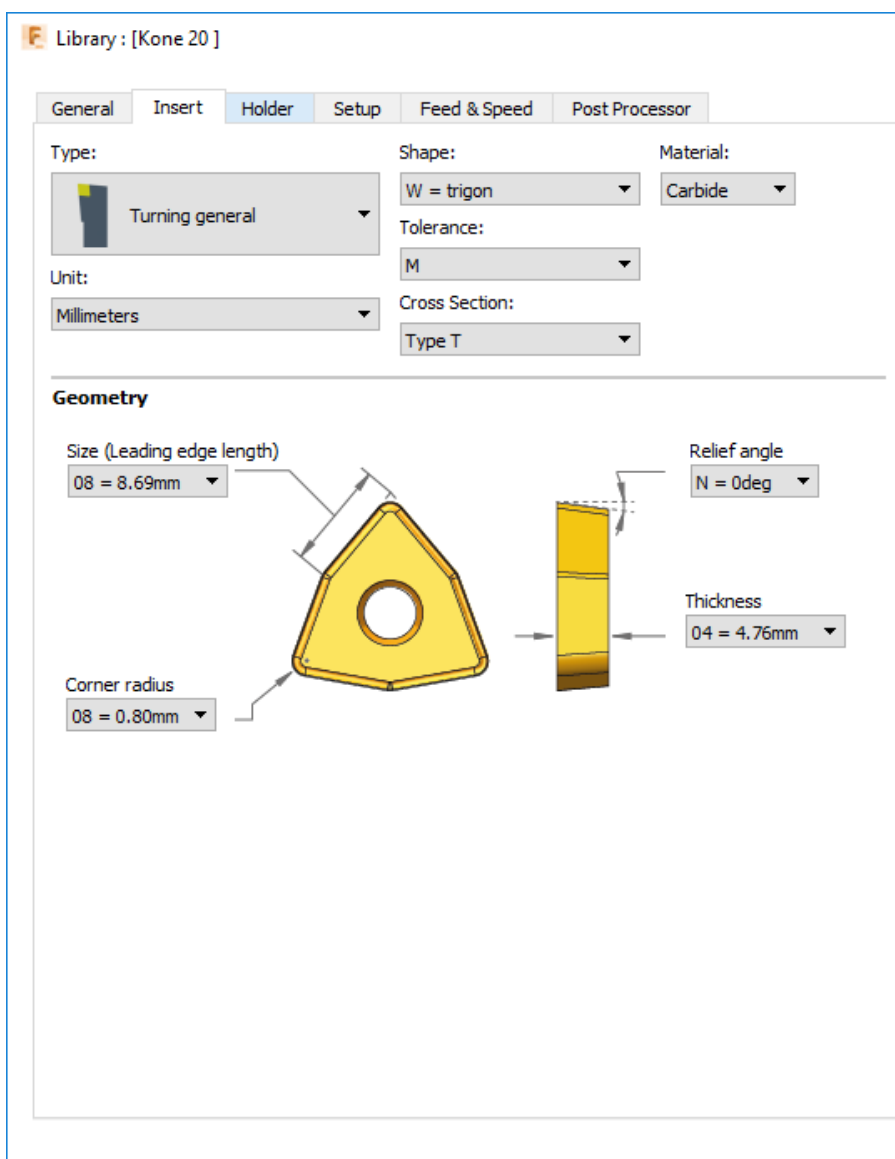 Library : [Kone 20 ]
General Insert Holder Setup Feed & Speed Post Processor
Type: Shape: Material:
Turning general W = trigon Carbide
Tolerance:
M
Unit:
Millimeters
Cross Section:
Type T
Geometry
Size (Leading edge length) Relief angle
08 = 8.69mm N = 0deg
Thickness
04 = 4.76mm
Corner radius
08 = 0.80mm